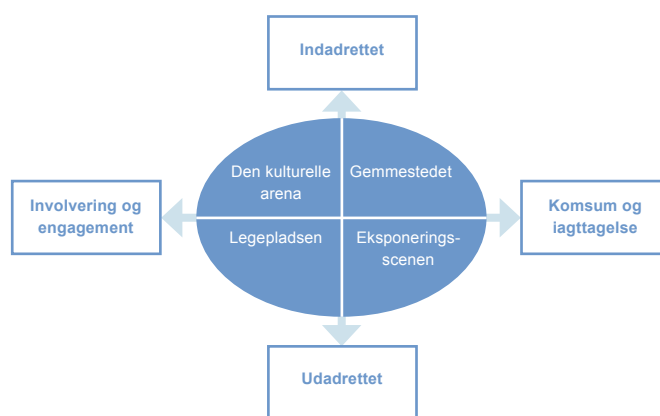 Indadrettet
Den kulturelle
arena
Gemmestedet
Involvering og
engagement
Komsum og
iagttagelse
Legepladsen
Eksponerings-
scenen
Udadrettet